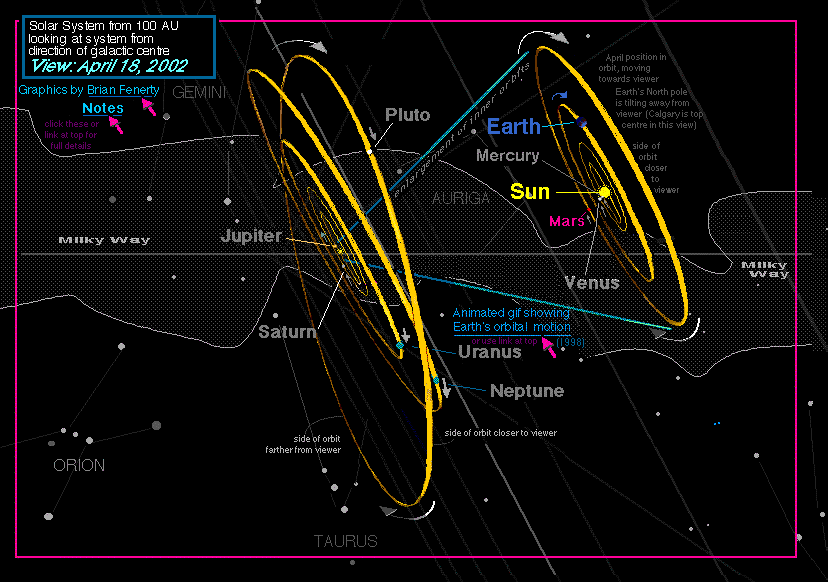 Solar System from 100 AU
looking at system from
direction of galactic centre
View: April 18, 2002
Graphics by Brian Fenerty
Notes
click these or
link at top for
full details
GEMINI
Pluto
enlargement of inner orbits
April position in
orbit, moving
towards viewer
Earth's North pole
is tilting away from
viewer (Calgary is top
centre in this view)
Earth
Mercury
side of
orbit
closer
to
viewer
Sun
AURIGA
Mars
Milky Way
Jupiter
Milky
Way
Venus
Saturn
Animated gif showing
Earth's orbital motion
or use link at top (1998)
Uranus
Neptune
side of orbit
farther from viewer
side of orbit closer to viewer
ORION
TAURUS